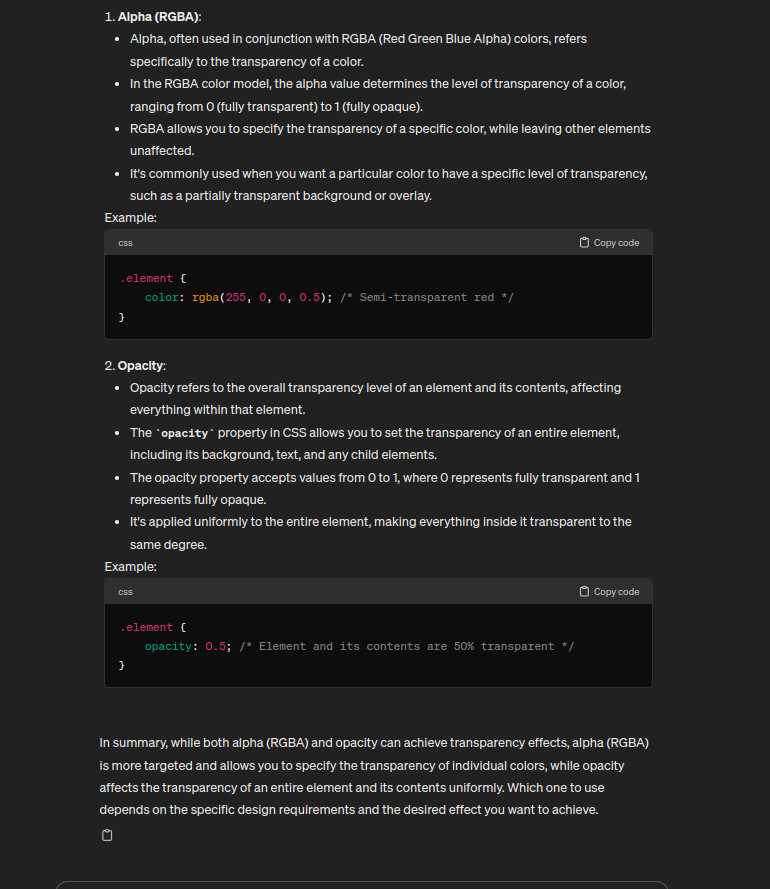 1. Alpha (RGBA):
• Alpha, often used in conjunction with RGBA (Red Green Blue Alpha) colors, refers
specifically to the transparency of a color.
• In the RGBA color model, the alpha value determines the level of transparency of a color,
ranging from 0 (fully transparent) to 1 (fully opaque).
• RGBA allows you to specify the transparency of a specific color, while leaving other elements
unaffected.
• It's commonly used when you want a particular color to have a specific level of transparency,
such as a partially transparent background or overlay.
Example:
css Copy code
.element {
color: rgba(255, 0, 0, 0.5); /* Semi-transparent red */
}
2. Opacity:
• Opacity refers to the overall transparency level of an element and its contents, affecting
everything within that element.
• The `opacity` property in CSS allows you to set the transparency of an entire element,
including its background, text, and any child elements.
• The opacity property accepts values from 0 to 1, where 0 represents fully transparent and 1
represents fully opaque.
• It's applied uniformly to the entire element, making everything inside it transparent to the
same degree.
Example:
css Copy code
.element {
opacity: 0.5; /* Element and its contents are 50% transparent */
}
In summary, while both alpha (RGBA) and opacity can achieve transparency effects, alpha (RGBA)
is more targeted and allows you to specify the transparency of individual colors, while opacity
affects the transparency of an entire element and its contents uniformly. Which one to use
depends on the specific design requirements and the desired effect you want to achieve.